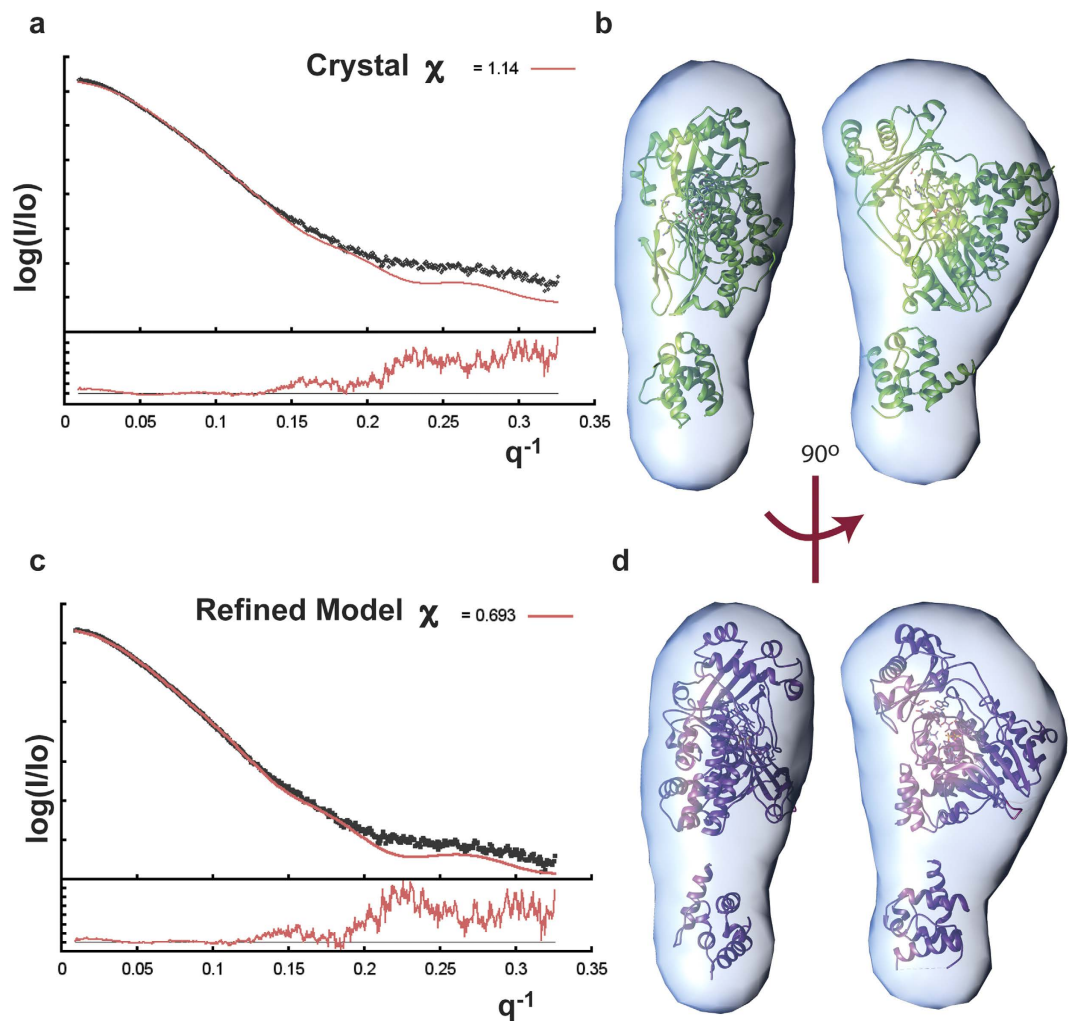 a
Crystal χ = 1.14
log(I/Io)
0 0.05 0.1 0.15 0.2 0.25 0.3 0.35
q-1
b
90º
c
Refined Model χ = 0.693
log(I/Io)
0 0.05 0.1 0.15 0.2 0.25 0.3 0.35
q-1
d